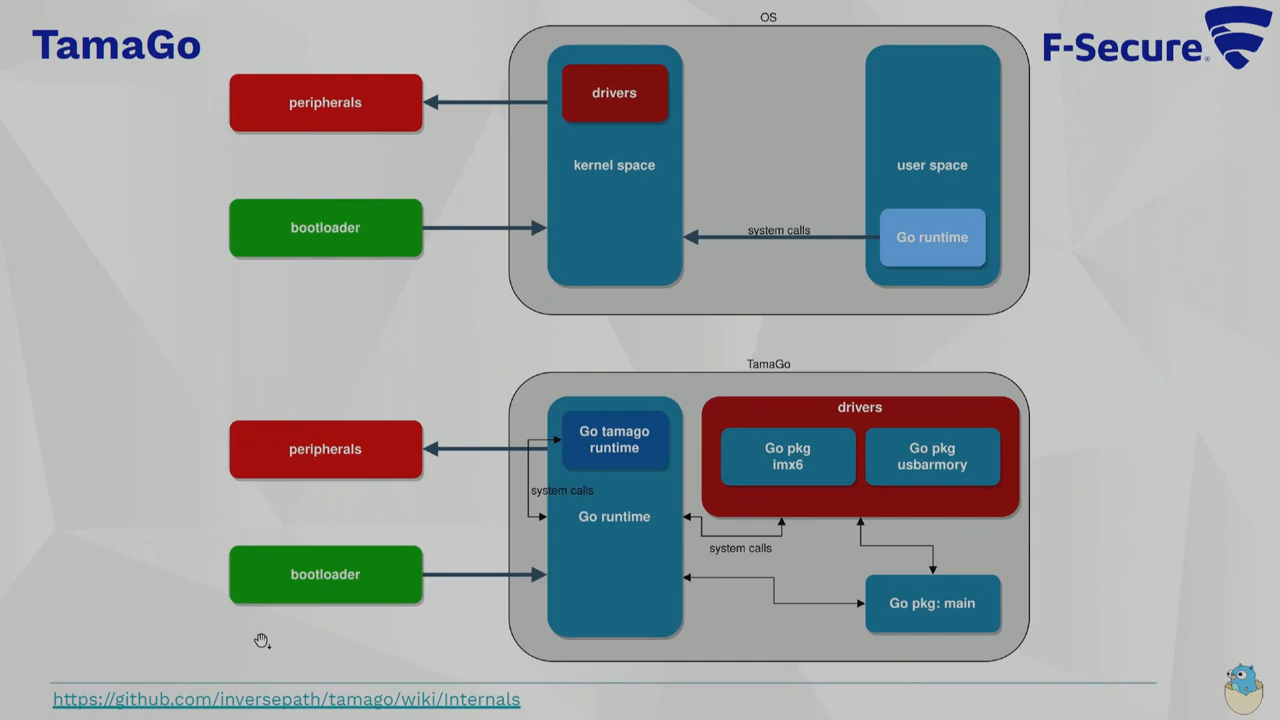 TamaGo
F-Secure
OS
peripherals
drivers
kernel space
user space
bootloader
system calls
Go runtime
TamaGo
peripherals
Go tamago
runtime
drivers
Go pkg
imx6
Go pkg
usbarmory
system calls
Go runtime
system calls
bootloader
Go pkg: main
https://github.com/inversepath/tamago/wiki/Internals